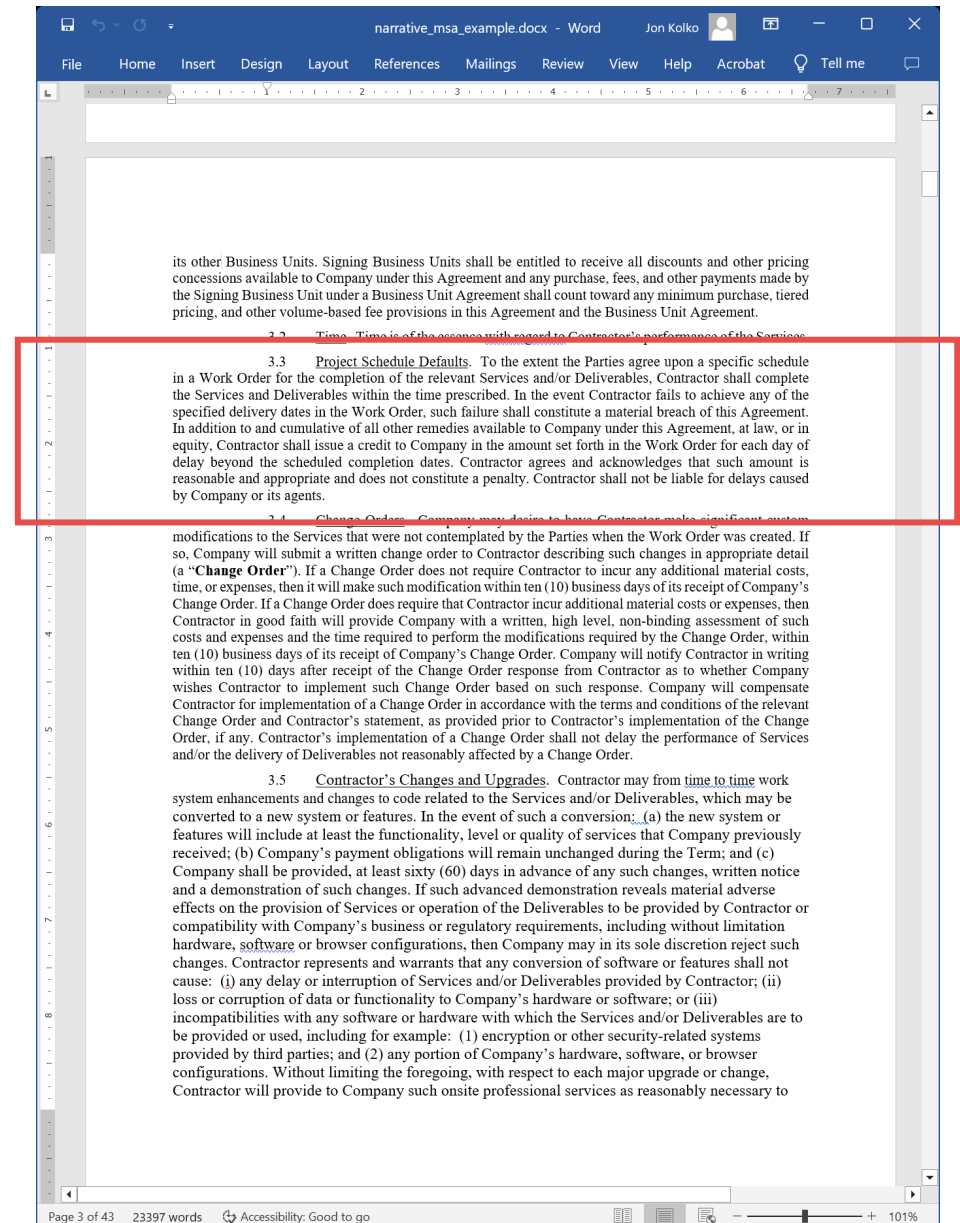 narrative_msa_example.docx - Word Jon Kolko
File Home Insert Design Layout References Mailings Review View Help Acrobat Tell me
1 2 3 4 5 6 7
its other Business Units. Signing Business Units shall be entitled to receive all discounts and other pricing
concessions available to Company under this Agreement and any purchase, fees, and other payments made by
the Signing Business Unit under a Business Unit Agreement shall count toward any minimum purchase, tiered
pricing, and other volume-based fee provisions in this Agreement and the Business Unit Agreement.
3.2 Time. Time is of the essence with regard to Contractor's performance of the Services.
3.3 Project Schedule Defaults. To the extent the Parties agree upon a specific schedule
in a Work Order for the completion of the relevant Services and/or Deliverables, Contractor shall complete
the Services and Deliverables within the time prescribed. In the event Contractor fails to achieve any of the
specified delivery dates in the Work Order, such failure shall constitute a material breach of this Agreement.
In addition to and cumulative of all other remedies available to Company under this Agreement, at law, or in
equity, Contractor shall issue a credit to Company in the amount set forth in the Work Order for each day of
delay beyond the scheduled completion dates. Contractor agrees and acknowledges that such amount is
reasonable and appropriate and does not constitute a penalty. Contractor shall not be liable for delays caused
by Company or its agents.
3.4 Change Orders. Company may desire to have Contractor make significant custom
modifications to the Services that were not contemplated by the Parties when the Work Order was created. If
so, Company will submit a written change order to Contractor describing such changes in appropriate detail
(a “Change Order”). If a Change Order does not require Contractor to incur any additional material costs,
time, or expenses, then it will make such modification within ten (10) business days of its receipt of Company’s
Change Order. If a Change Order does require that Contractor incur additional material costs or expenses, then
Contractor in good faith will provide Company with a written, high level, non-binding assessment of such
costs and expenses and the time required to perform the modifications required by the Change Order, within
ten (10) business days of its receipt of Company’s Change Order. Company will notify Contractor in writing
within ten (10) days after receipt of the Change Order response from Contractor as to whether Company
wishes Contractor to implement such Change Order based on such response. Company will compensate
Contractor for implementation of a Change Order in accordance with the terms and conditions of the relevant
Change Order and Contractor’s statement, as provided prior to Contractor’s implementation of the Change
Order, if any. Contractor’s implementation of a Change Order shall not delay the performance of Services
and/or the delivery of Deliverables not reasonably affected by a Change Order.
3.5 Contractor’s Changes and Upgrades. Contractor may from time to time work
system enhancements and changes to code related to the Services and/or Deliverables, which may be
converted to a new system or features. In the event of such a conversion: (a) the new system or
features will include at least the functionality, level or quality of services that Company previously
received; (b) Company’s payment obligations will remain unchanged during the Term; and (c)
Company shall be provided, at least sixty (60) days in advance of any such changes, written notice
and a demonstration of such changes. If such advanced demonstration reveals material adverse
effects on the provision of Services or operation of the Deliverables to be provided by Contractor or
compatibility with Company’s business or regulatory requirements, including without limitation
hardware, software or browser configurations, then Company may in its sole discretion reject such
changes. Contractor represents and warrants that any conversion of software or features shall not
cause: (i) any delay or interruption of Services and/or Deliverables provided by Contractor; (ii)
loss or corruption of data or functionality to Company’s hardware or software; or (iii)
incompatibilities with any software or hardware with which the Services and/or Deliverables are to
be provided or used, including for example: (1) encryption or other security-related systems
provided by third parties; and (2) any portion of Company’s hardware, software, or browser
configurations. Without limiting the foregoing, with respect to each major upgrade or change,
Contractor will provide to Company such onsite professional services as reasonably necessary to
Page 3 of 43 23397 words Accessibility: Good to go 101%